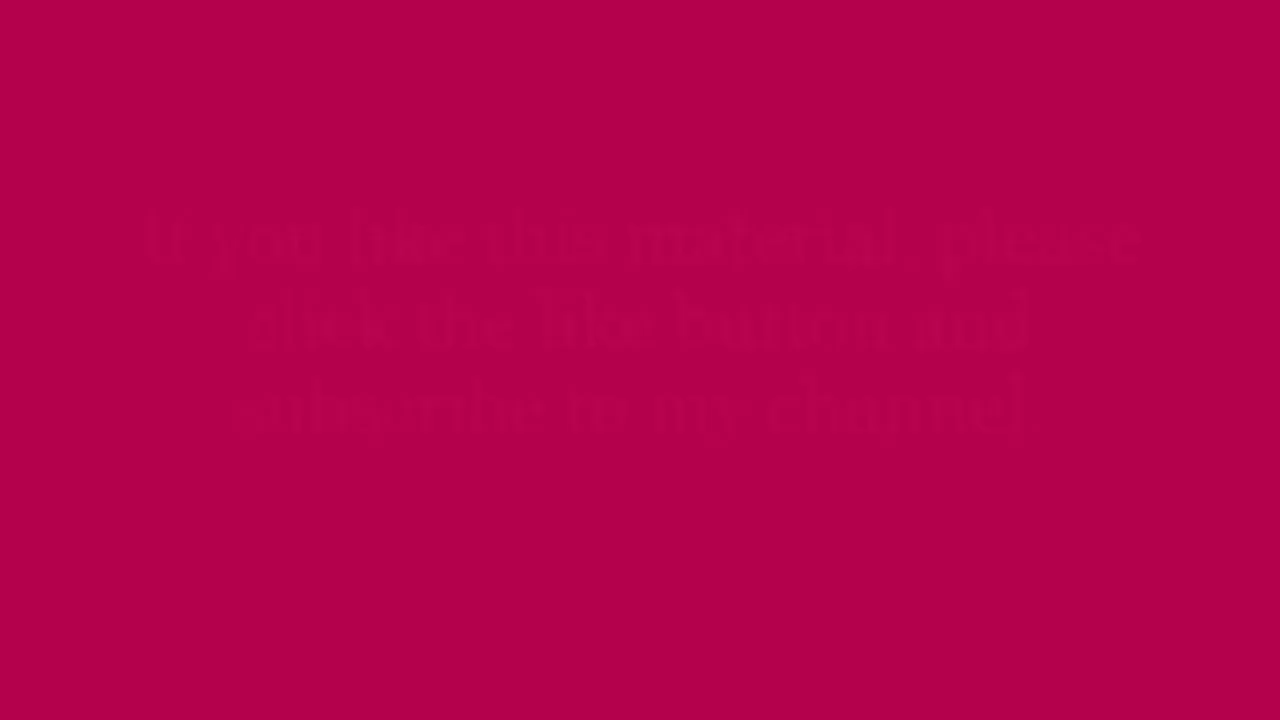 If you like this material, please
click the like button and
subscribe to my channel